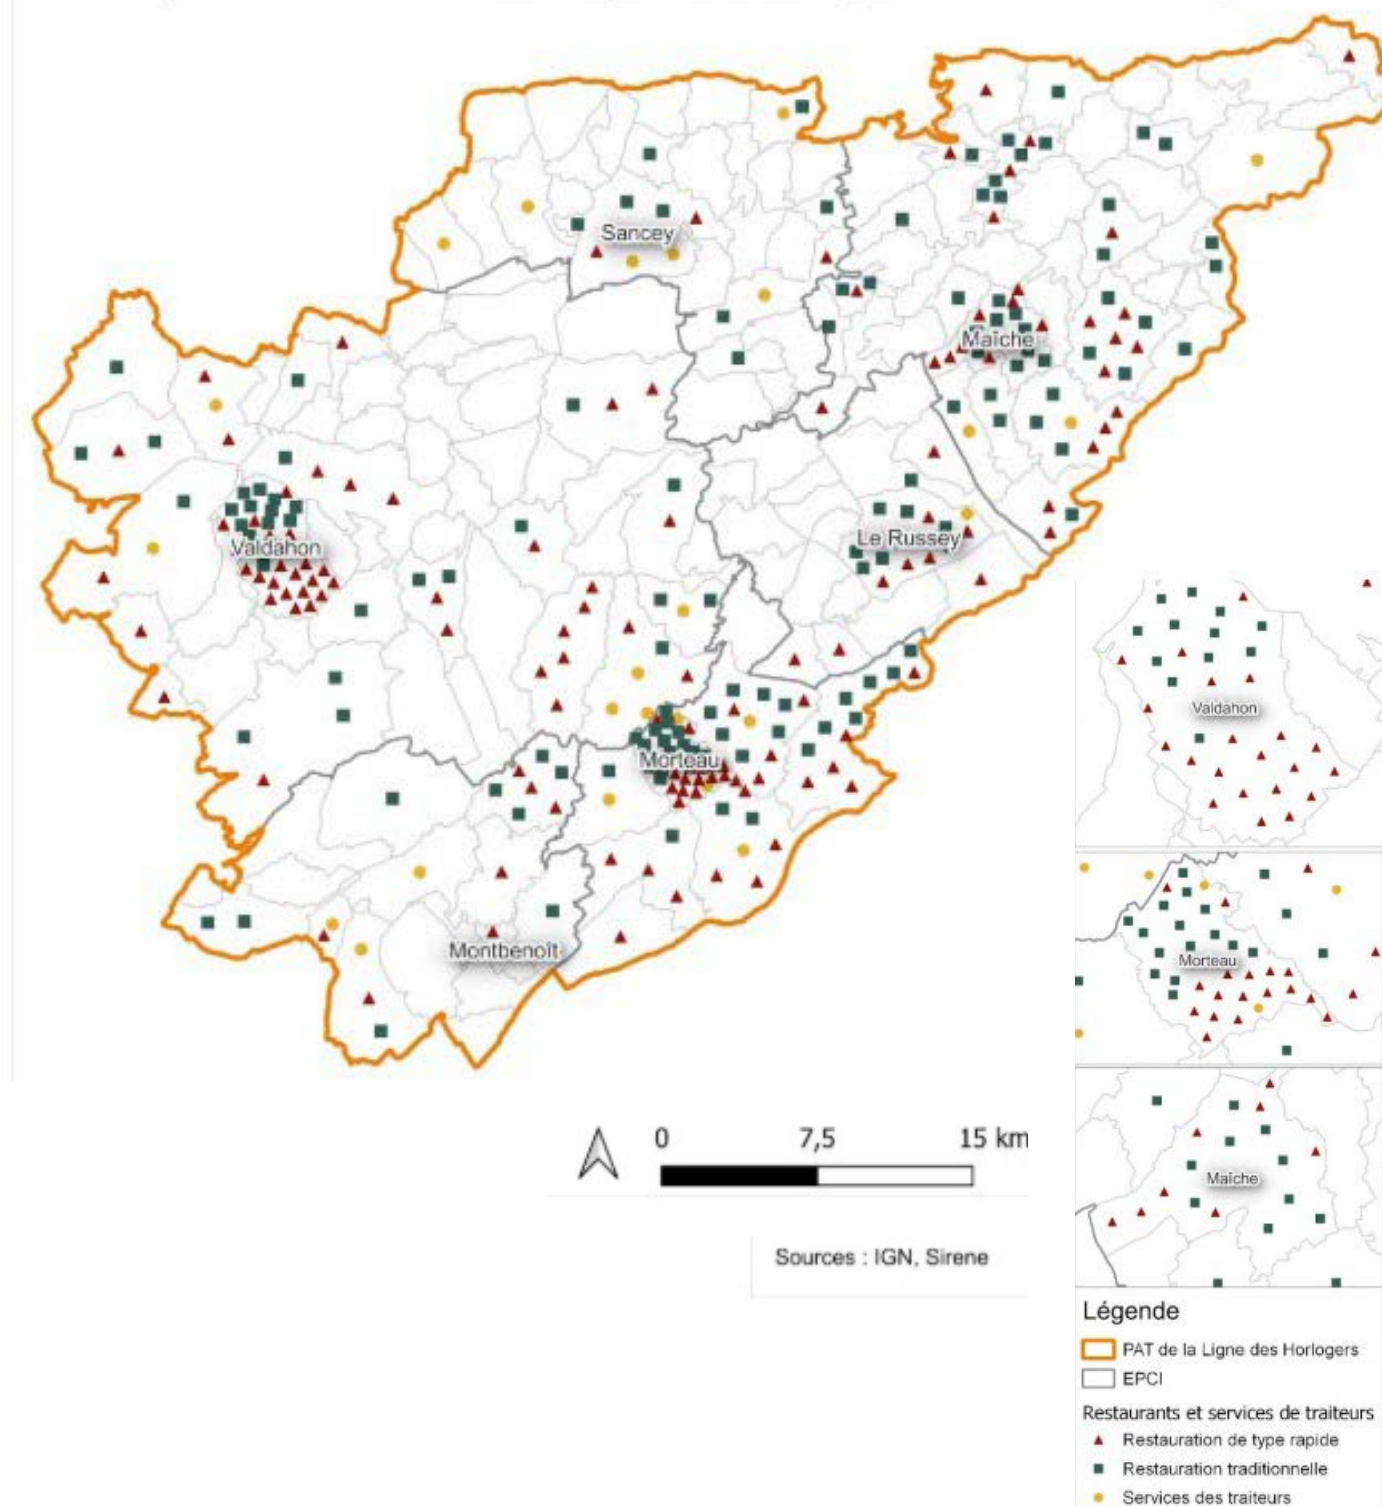 Sancey
Maîche
Le Russey
Valdahon
Morteau
Montbenoît
Valdahon
Morteau
Maîche
0 7,5 15 km
Sources : IGN, Sirene
Légende
PAT de la Ligne des Horlogers
EPCI
Restaurants et services de traiteurs
Restauration de type rapide
Restauration traditionnelle
Services des traiteurs